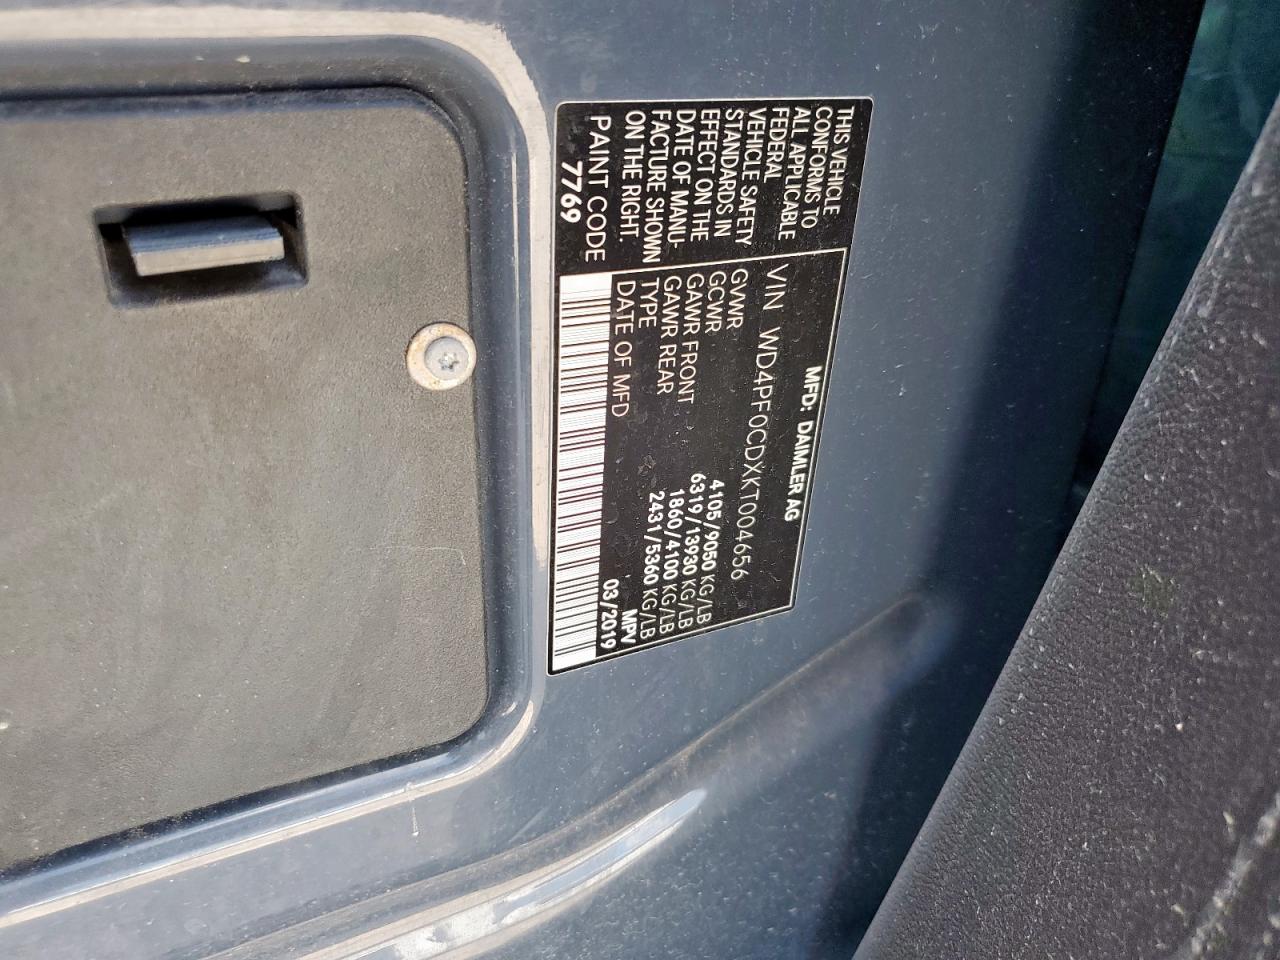 THIS VEHICLE
CONFORMS TO
ALL APPLICABLE
FEDERAL
VEHICLE SAFETY
STANDARDS IN
EFFECT ON THE
DATE OF MANU-
FACTURE SHOWN
ON THE RIGHT.
PAINT CODE
7769
MFD: DAIMLER AG
VIN WD4PF0CDXKT004656
GVWR 4105/9050 KG/LB
GCWR 6319/13930 KG/LB
GAWR FRONT 1860/4100 KG/LB
GAWR REAR 2431/5360 KG/LB
TYPE MPV
DATE OF MFD 03/2019